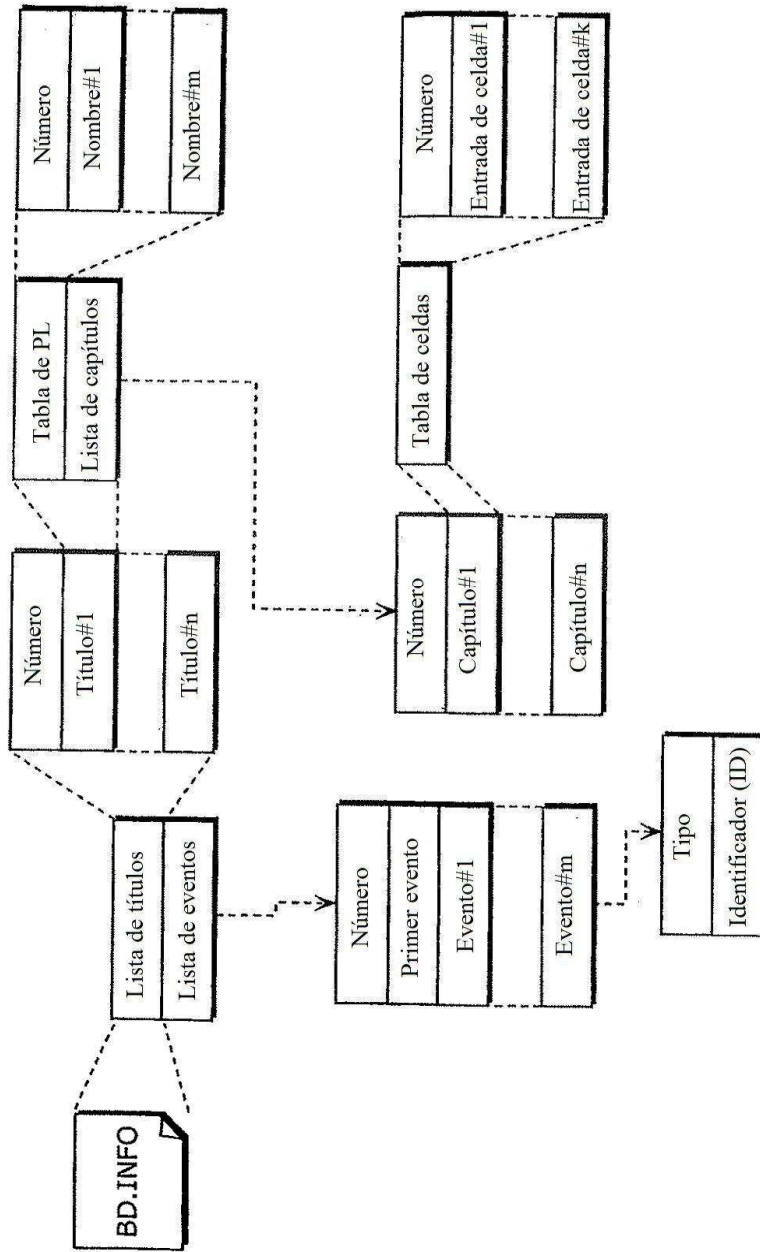 BD.INFO
Lista de títulos
Lista de eventos
Número
Título#1
Título#n
Tabla de PL
Lista de capítulos
Número
Nombre#1
Nombre#m
Número
Primer evento
Evento#1
Evento#m
Tipo
Identificador (ID)
Número
Capítulo#1
Capítulo#n
Tabla de celdas
Número
Entrada de celda#1
Entrada de celda#k